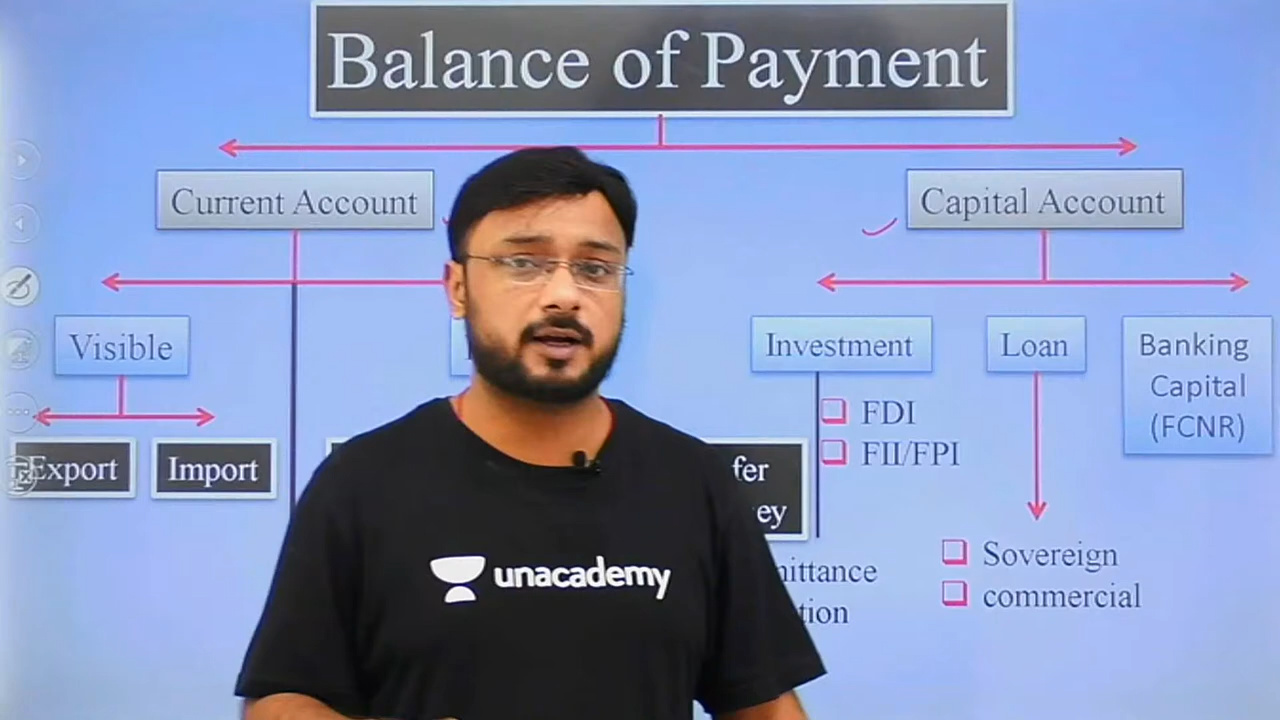 Balance of Payment
Current Account
Capital Account
Visible
Investment
Loan
Banking
Capital
(FCNR)
FDI
FII/FPI
Export
Import
Sovereign
commercial
unacademy